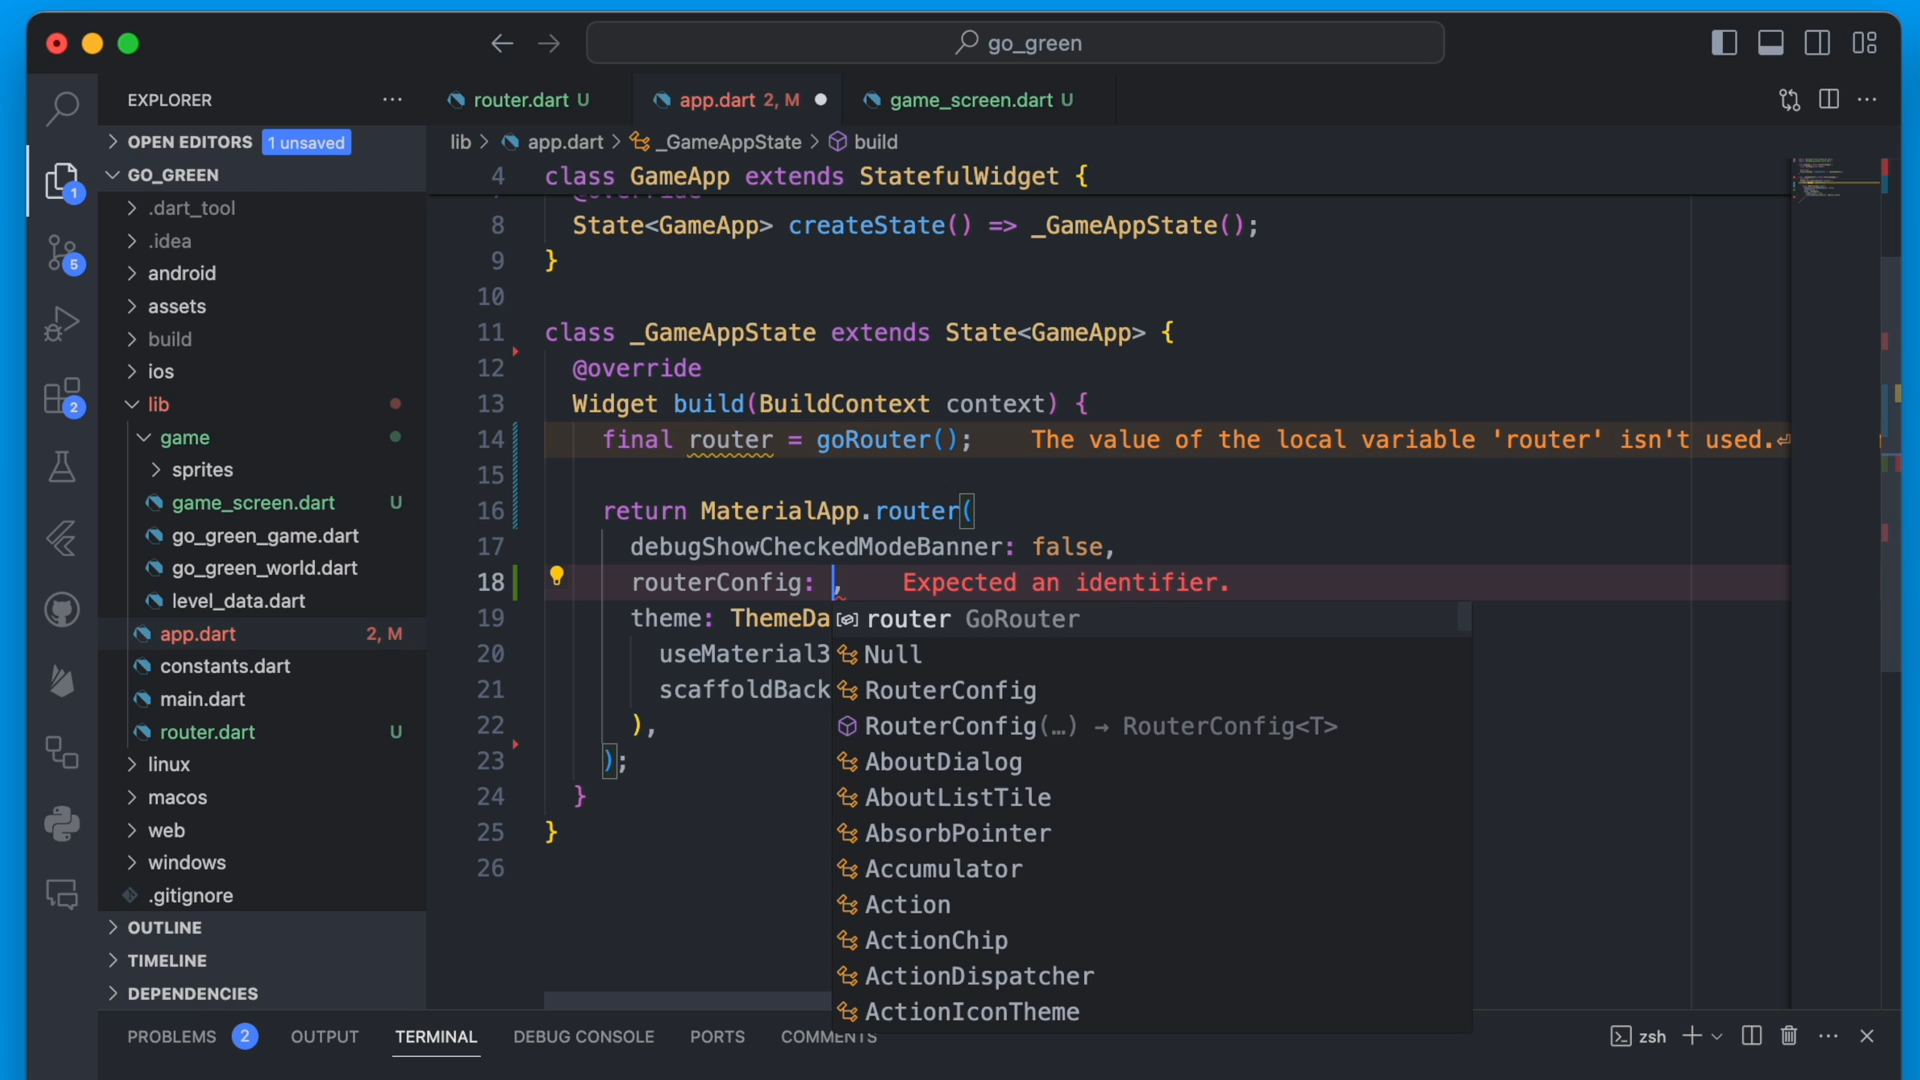 go_green
EXPLORER
router.dart U
app.dart 2, M
game_screen.dart U
OPEN EDITORS 1 unsaved
GO_GREEN
lib > app.dart > _GameAppState > build
.dart_tool
.idea
android
assets
build
ios
lib
game
sprites
game_screen.dart U
go_green_game.dart
go_green_world.dart
level_data.dart
app.dart 2, M
constants.dart
main.dart
router.dart U
linux
macos
web
windows
.gitignore
OUTLINE
TIMELINE
DEPENDENCIES
1
5
2
4 class GameApp extends StatefulWidget {
@override
8 State<GameApp> createState() => _GameAppState();
9 }
10
11 class _GameAppState extends State<GameApp> {
12 @override
13 Widget build(BuildContext context) {
14 final router = goRouter(); The value of the local variable 'router' isn't used.
15
16 return MaterialApp.router(
17 debugShowCheckedModeBanner: false,
18 routerConfig: , Expected an identifier.
19 theme: ThemeDa
20 useMaterial3
21 scaffoldBack
22 ),
23 );
24 }
25 }
26
router GoRouter
Null
RouterConfig
RouterConfig(…) → RouterConfig<T>
AboutDialog
AboutListTile
AbsorbPointer
Accumulator
Action
ActionChip
ActionDispatcher
ActionIconTheme
PROBLEMS 2 OUTPUT TERMINAL DEBUG CONSOLE PORTS COMMENTS
zsh